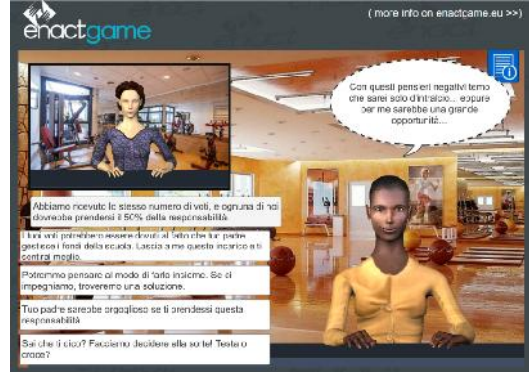 enactgame
( more info on enactgame.eu >>)
Con questi pensieri negativi temo
che sarei solo d'intralcio... eppure
per me sarebbe una grande
opportunità...
Abbiamo ricevuto lo stesso numero di voti, e ognuna di noi
dovrebbe prendersi il 50% della responsabilità.
I tuoi voti potrebbero essere dovuti al fatto che tuo padre
gestisce i fondi della scuola. Lascia a me questo incarico e ti
sentirai meglio.
Potremmo pensare al modo di farlo insieme. Se ci
impegniamo, troveremo una soluzione.
Tuo padre sarebbe orgoglioso se ti prendessi questa
responsabilità
Sai che ti dico? Facciamo decidere alla sorte! Testa o
croce?